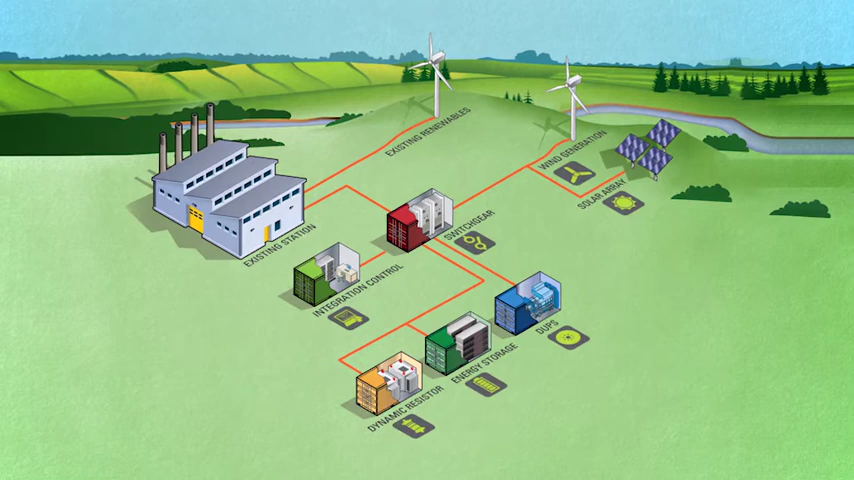 EXISTING RENEWABLES
WIND GENERATION
SOLAR ARRAY
EXISTING STATION
SWITCHGEAR
INTEGRATION CONTROL
DUPS
ENERGY STORAGE
DYNAMIC RESISTOR